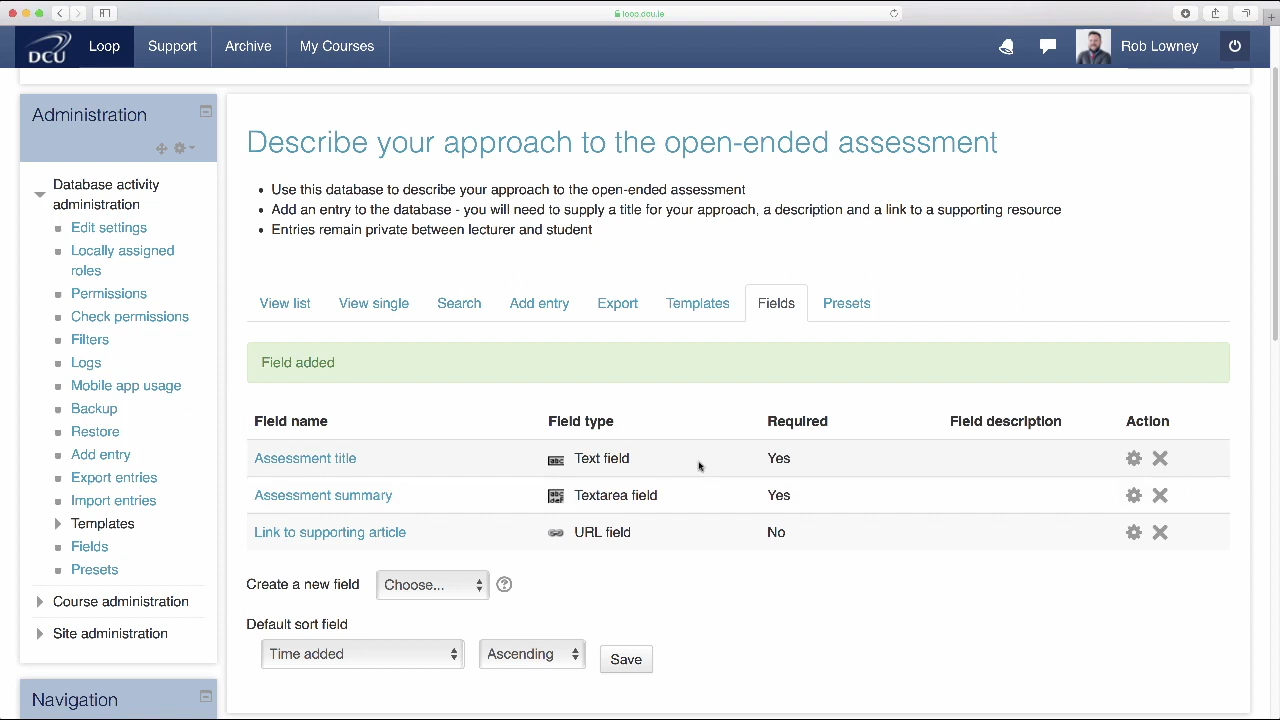 loop.dcu.ie
DCU
Loop
Support
Archive
My Courses
Rob Lowney
Administration
Database activity
administration
Edit settings
Locally assigned
roles
Permissions
Check permissions
Filters
Logs
Mobile app usage
Backup
Restore
Add entry
Export entries
Import entries
Templates
Fields
Presets
Course administration
Site administration
Navigation
Describe your approach to the open-ended assessment
Use this database to describe your approach to the open-ended assessment
Add an entry to the database - you will need to supply a title for your approach, a description and a link to a supporting resource
Entries remain private between lecturer and student
View list View single Search Add entry Export Templates Fields Presets
Field added
Field name Field type Required Field description Action
Assessment title abc Text field Yes
Assessment summary abc def Textarea field Yes
Link to supporting article URL field No
Create a new field Choose... ?
Default sort field
Time added Ascending Save